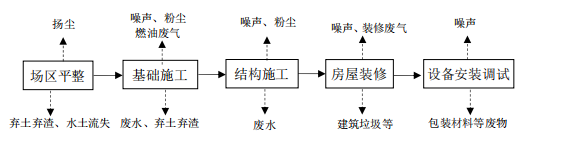 扬尘
噪声、粉尘
燃油废气
噪声、粉尘
噪声、装修废气
噪声
场区平整
基础施工
结构施工
房屋装修
设备安装调试
弃土弃渣、水土流失
废水、弃土弃渣
废水
建筑垃圾等
包装材料等废物